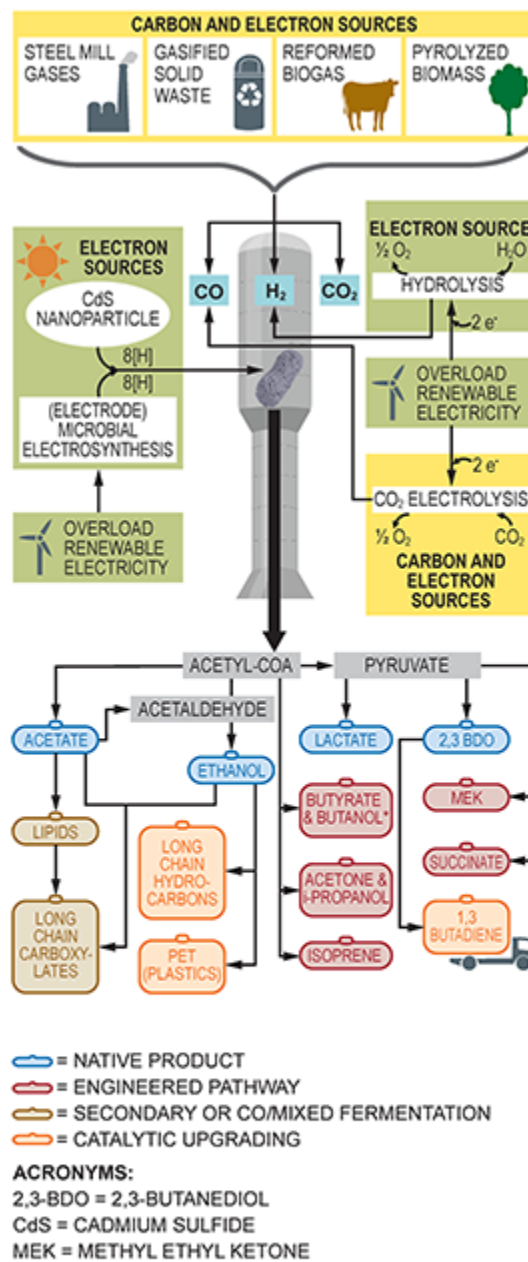 CARBON AND ELECTRON SOURCES
STEEL MILL
GASES
GASIFIED
SOLID
WASTE
REFORMED
BIOGAS
PYROLYZED
BIOMASS
ELECTRON
SOURCES
CdS
NANOPARTICLE
8[H]
8[H]
(ELECTRODE)
MICROBIAL
ELECTROSYNTHESIS
OVERLOAD
RENEWABLE
ELECTRICITY
CO
H₂
CO₂
ELECTRON SOURCE
½ O₂
H₂O
HYDROLYSIS
2 e⁻
OVERLOAD
RENEWABLE
ELECTRICITY
2 e⁻
CO₂ ELECTROLYSIS
½ O₂
CO₂
CARBON AND
ELECTRON
SOURCES
ACETYL-COA
PYRUVATE
ACETALDEHYDE
ACETATE
ETHANOL
LACTATE
2,3 BDO
LIPIDS
LONG
CHAIN
CARBOXY-
LATES
LONG
CHAIN
HYDRO-
CARBONS
PET
(PLASTICS)
BUTYRATE
& BUTANOL*
ACETONE &
i-PROPANOL
ISOPRENE
MEK
SUCCINATE
1,3
BUTADIENE
= NATIVE PRODUCT
= ENGINEERED PATHWAY
= SECONDARY OR CO/MIXED FERMENTATION
= CATALYTIC UPGRADING
ACRONYMS:
2,3-BDO = 2,3-BUTANEDIOL
CdS = CADMIUM SULFIDE
MEK = METHYL ETHYL KETONE